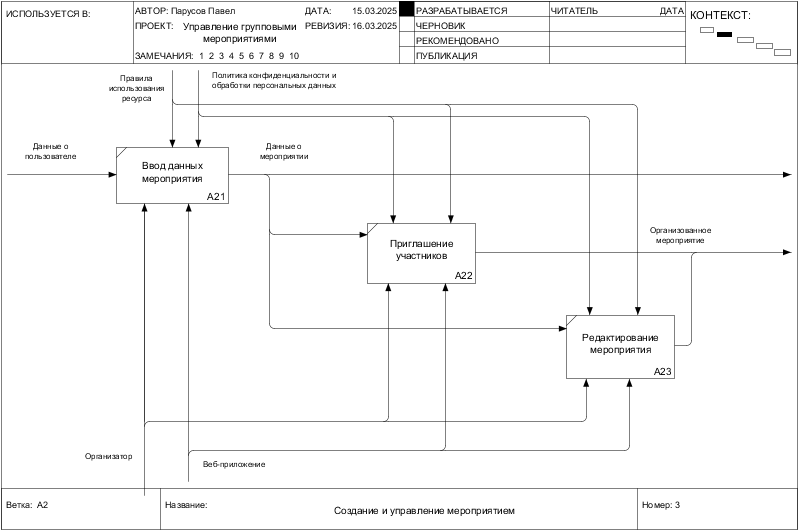 ИСПОЛЬЗУЕТСЯ В:
АВТОР: Парусов Павел
ДАТА: 15.03.2025
ПРОЕКТ: Управление групповыми
мероприятиями
РЕВИЗИЯ: 16.03.2025
ЗАМЕЧАНИЯ: 1 2 3 4 5 6 7 8 9 10
РАЗРАБАТЫВАЕТСЯ
ЧЕРНОВИК
РЕКОМЕНДОВАНО
ПУБЛИКАЦИЯ
ЧИТАТЕЛЬ
ДАТА
КОНТЕКСТ:
Правила
использования
ресурса
Политика конфиденциальности и
обработки персональных данных
Данные о
пользователе
Ввод данных
мероприятия
A21
Данные о
мероприятии
Приглашение
участников
A22
Организованное
мероприятие
Редактирование
мероприятия
A23
Организатор
Веб-приложение
Ветка: A2
Название:
Создание и управление мероприятием
Номер: 3